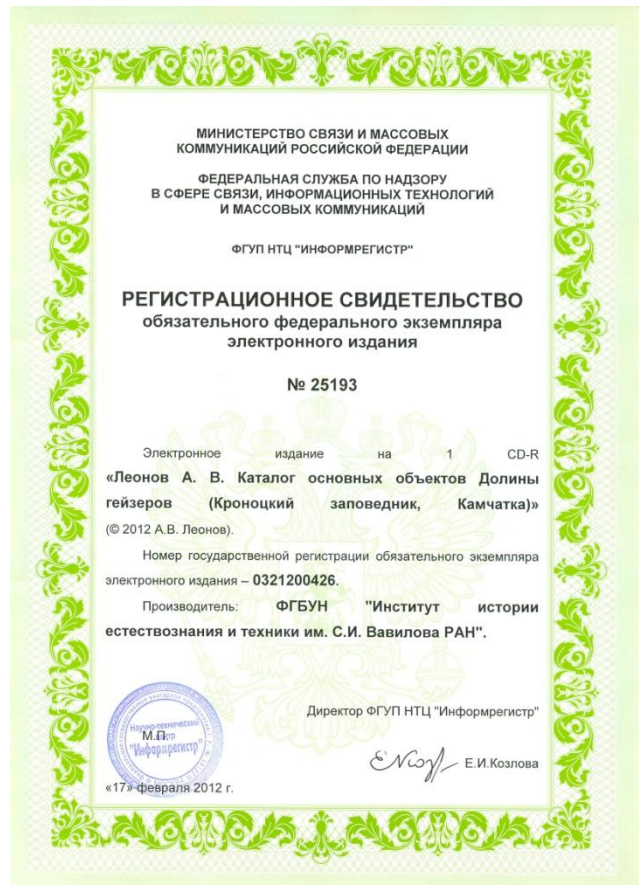 МИНИСТЕРСТВО СВЯЗИ И МАССОВЫХ
КОММУНИКАЦИЙ РОССИЙСКОЙ ФЕДЕРАЦИИ
ФЕДЕРАЛЬНАЯ СЛУЖБА ПО НАДЗОРУ
В СФЕРЕ СВЯЗИ, ИНФОРМАЦИОННЫХ ТЕХНОЛОГИЙ
И МАССОВЫХ КОММУНИКАЦИЙ
ФГУП НТЦ "ИНФОРМРЕГИСТР"
РЕГИСТРАЦИОННОЕ СВИДЕТЕЛЬСТВО
обязательного федерального экземпляра
электронного издания
№ 25193
Электронное издание на 1 CD-R
«Леонов А. В. Каталог основных объектов Долины
гейзеров (Кроноцкий заповедник, Камчатка)»
(© 2012 А.В. Леонов).
Номер государственной регистрации обязательного экземпляра
электронного издания – 0321200426.
Производитель: ФГБУН "Институт истории
естествознания и техники им. С.И. Вавилова РАН".
Директор ФГУП НТЦ "Информрегистр"
Научно-технический
центр
"Информрегистр"
М.П.
Е.И.Козлова
«17» февраля 2012 г.